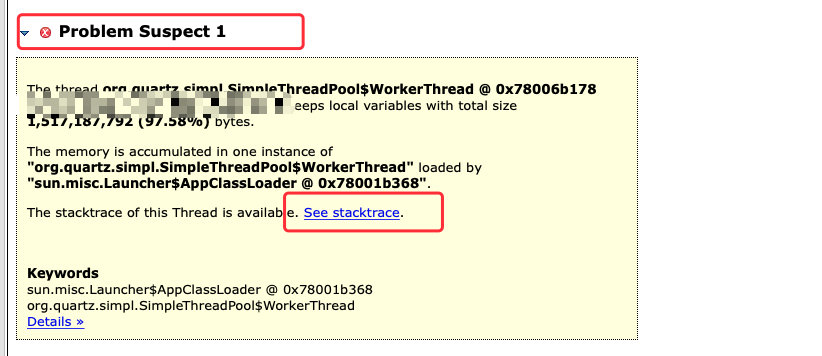 Problem Suspect 1
The thread org.quartz.simpl.SimpleThreadPool$WorkerThread @ 0x78006b178
eeps local variables with total size
1,517,187,792 (97.58%) bytes.
The memory is accumulated in one instance of
"org.quartz.simpl.SimpleThreadPool$WorkerThread" loaded by
"sun.misc.Launcher$AppClassLoader @ 0x78001b368".
The stacktrace of this Thread is available. See stacktrace.
Keywords
sun.misc.Launcher$AppClassLoader @ 0x78001b368
org.quartz.simpl.SimpleThreadPool$WorkerThread
Details »